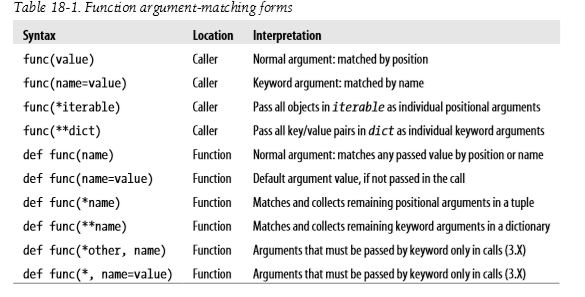 Table 18-1. Function argument-matching forms
Syntax Location Interpretation
func(value) Caller Normal argument: matched by position
func(name=value) Caller Keyword argument: matched by name
func(*iterable) Caller Pass all objects in iterable as individual positional arguments
func(**dict) Caller Pass all key/value pairs in dict as individual keyword arguments
def func(name) Function Normal argument: matches any passed value by position or name
def func(name=value) Function Default argument value, if not passed in the call
def func(*name) Function Matches and collects remaining positional arguments in a tuple
def func(**name) Function Matches and collects remaining keyword arguments in a dictionary
def func(*other, name) Function Arguments that must be passed by keyword only in calls (3.X)
def func(*, name=value) Function Arguments that must be passed by keyword only in calls (3.X)